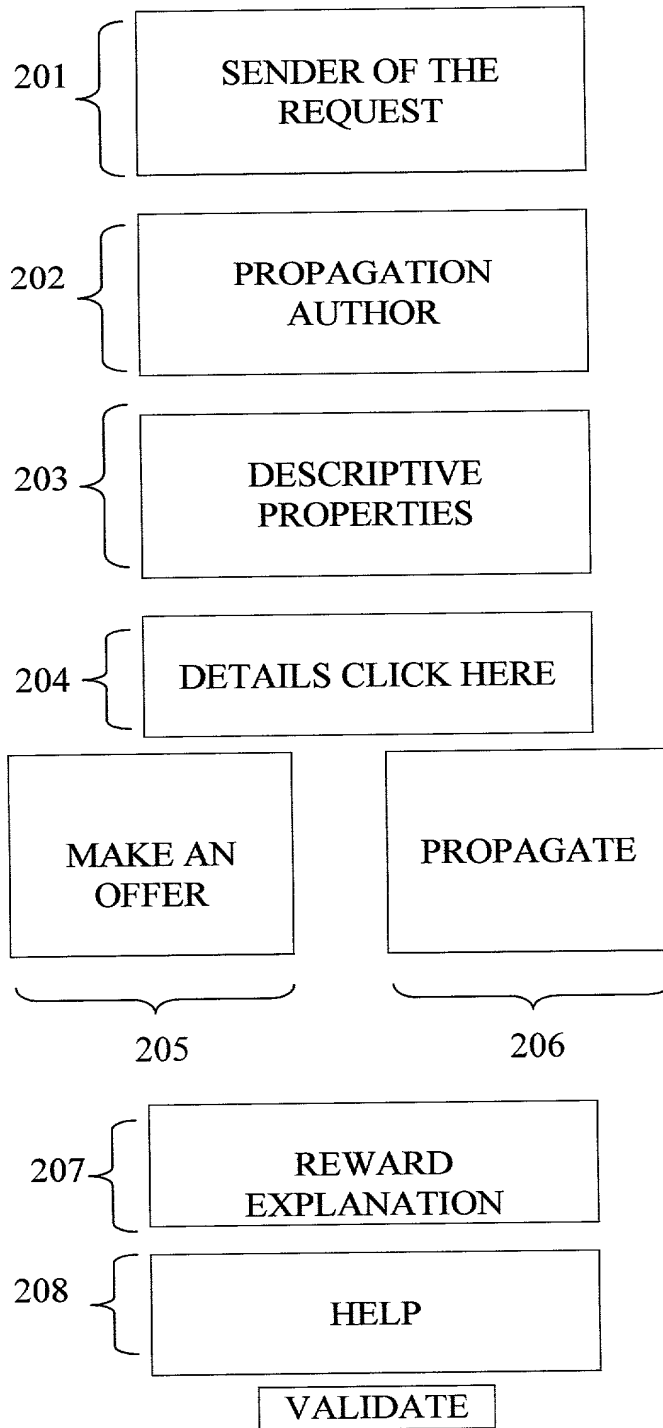 201
SENDER OF THE
REQUEST
202
PROPAGATION
AUTHOR
203
DESCRIPTIVE
PROPERTIES
204
DETAILS CLICK HERE
MAKE AN
OFFER
PROPAGATE
205
206
207
REWARD
EXPLANATION
208
HELP
VALIDATE